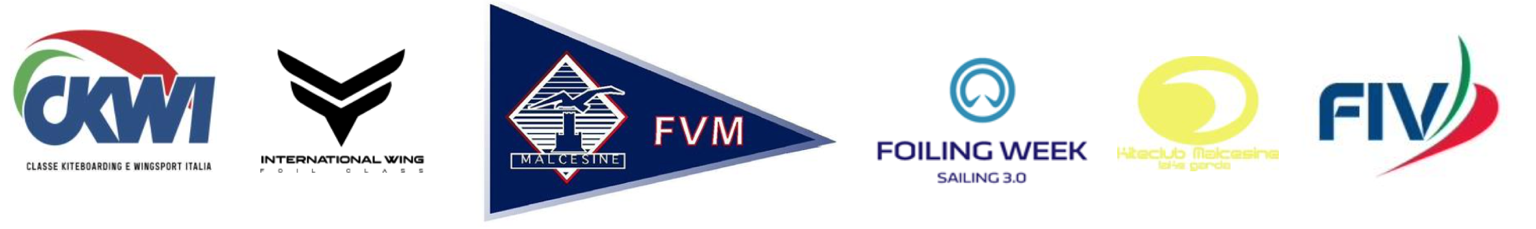 CKWI
CLASSE KITEBOARDING E WINGSPORT ITALIA
INTERNATIONAL WING
FOIL CLASS
MALCESINE
FVM
FOILING WEEK
SAILING 3.0
Kiteclub Malcesine
lake garda
FIV